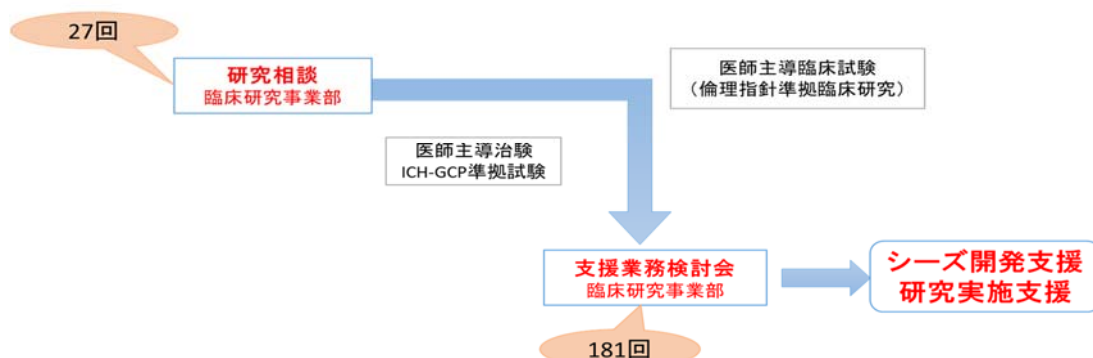 27回
研究相談
臨床研究事業部
医師主導臨床試験
(倫理指針準拠臨床研究)
医師主導治験
ICH-GCP準拠試験
支援業務検討会
臨床研究事業部
シーズ開発支援
研究実施支援
181回